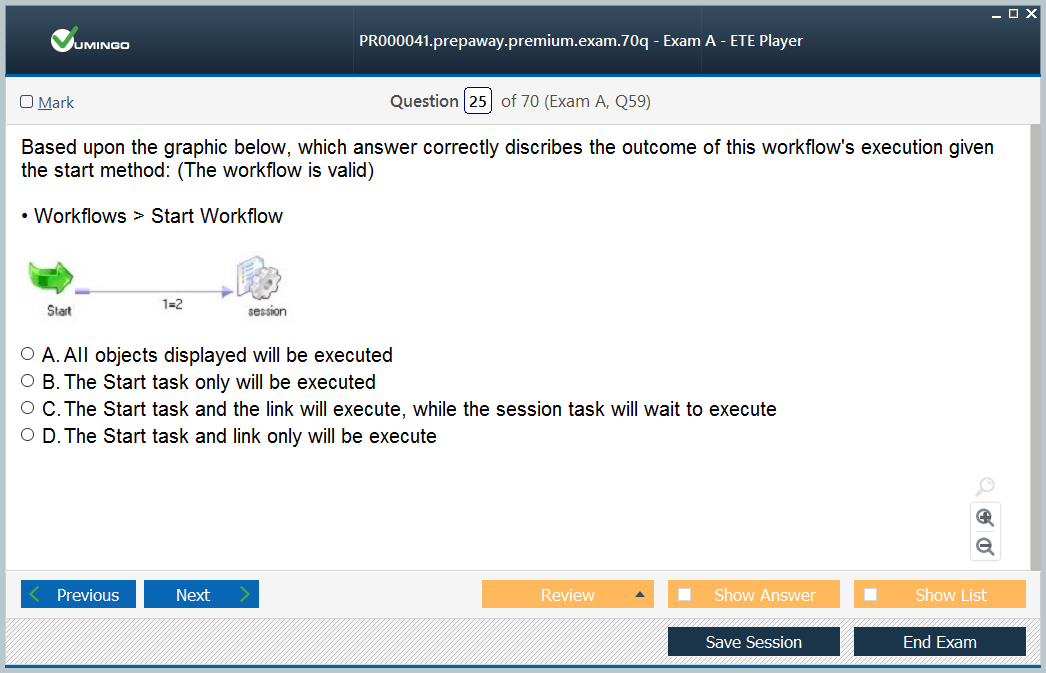 VUMINGO
PR000041.prepaway.premium.exam.70q - Exam A - ETE Player
Mark
Question 25 of 70 (Exam A, Q59)
Based upon the graphic below, which answer correctly discribes the outcome of this workflow's execution given
the start method: (The workflow is valid)
• Workflows > Start Workflow
Start
1=2
session
A. All objects displayed will be executed
B. The Start task only will be executed
C. The Start task and the link will execute, while the session task will wait to execute
D. The Start task and link only will be execute
Previous
Next
Review
Show Answer
Show List
Save Session
End Exam